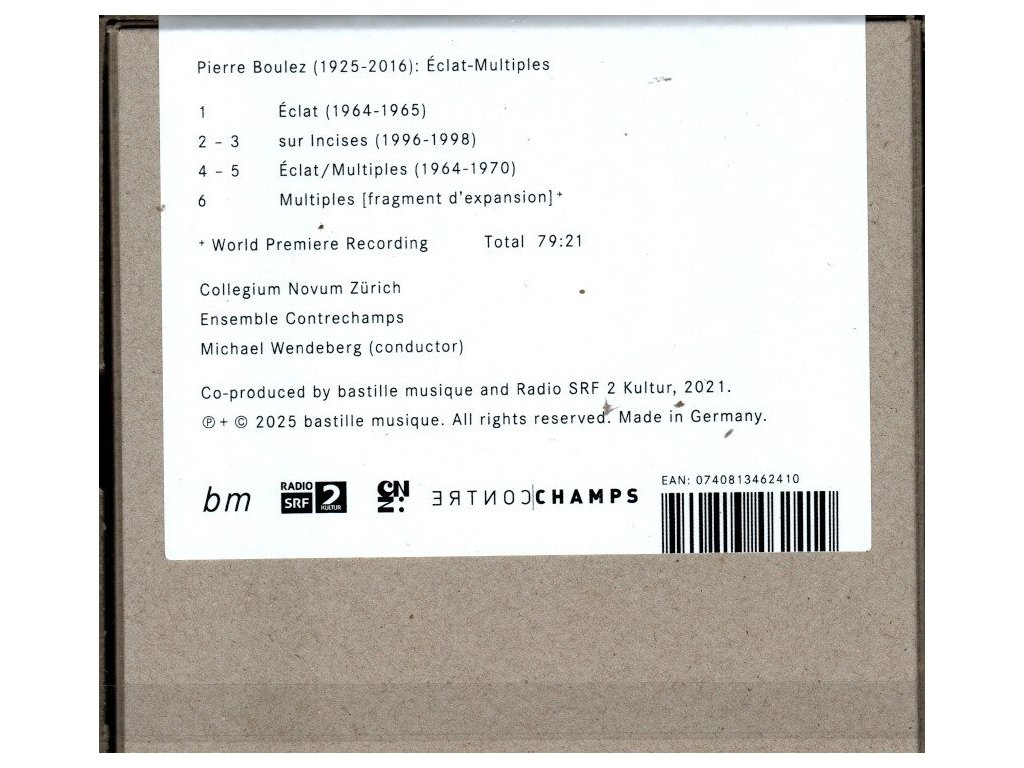 Pierre Boulez (1925-2016): Éclat-Multiples
1 Éclat (1964-1965)
2 – 3 sur Incises (1996-1998)
4 – 5 Éclat/Multiples (1964-1970)
6 Multiples [fragment d'expansion]⁺
⁺ World Premiere Recording Total 79:21
Collegium Novum Zürich
Ensemble Contrechamps
Michael Wendeberg (conductor)
Co-produced by bastille musique and Radio SRF 2 Kultur, 2021.
℗ + © 2025 bastille musique. All rights reserved. Made in Germany.
bm
RADIO
SRF 2
KULTUR
CNZ
CONTRE|CHAMPS
EAN: 0740813462410